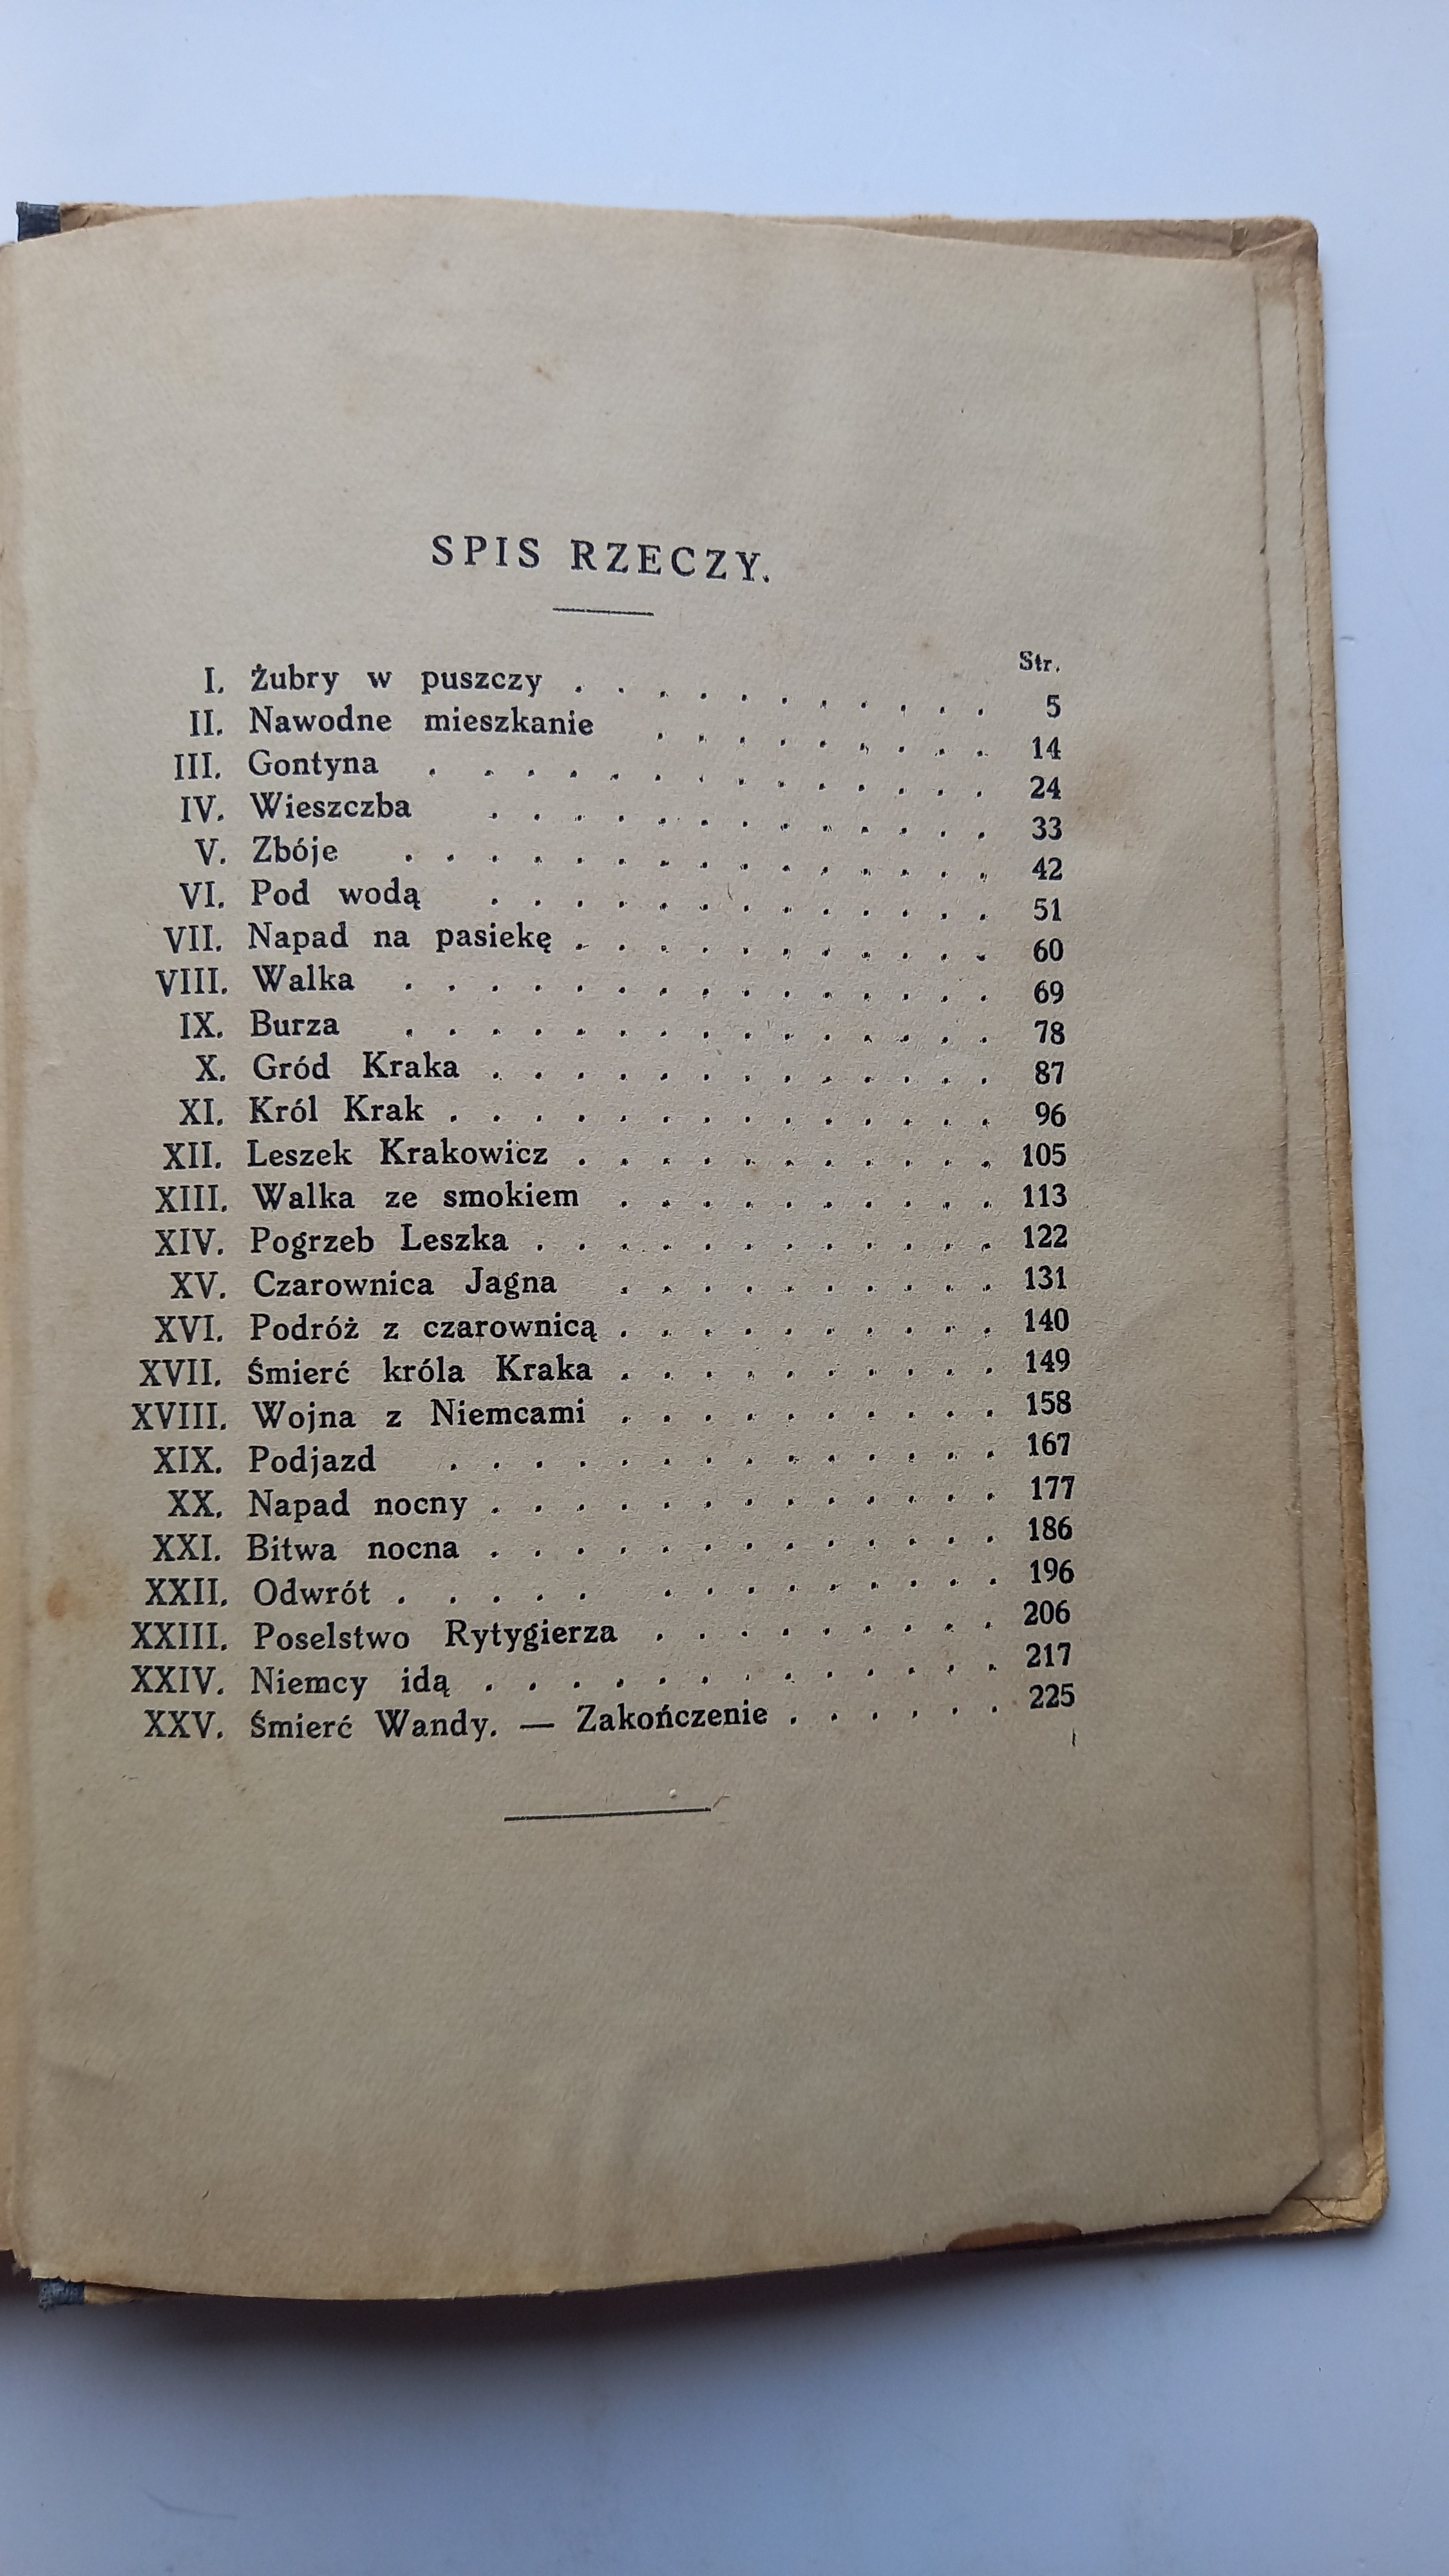 SPIS RZECZY.
Str.
I. Żubry w puszczy . . . . . . . . . . 5
II. Nawodne mieszkanie . . . . . . . . . 14
III. Gontyna . . . . . . . . . . . . . 24
IV. Wieszczba . . . . . . . . . . . . 33
V. Zbóje . . . . . . . . . . . . . . 42
VI. Pod wodą . . . . . . . . . . . . 51
VII. Napad na pasiekę . . . . . . . . . . 60
VIII. Walka . . . . . . . . . . . . . . 69
IX. Burza . . . . . . . . . . . . . . 78
X. Gród Kraka . . . . . . . . . . . . 87
XI. Król Krak . . . . . . . . . . . . . 96
XII. Leszek Krakowicz . . . . . . . . . . 105
XIII. Walka ze smokiem . . . . . . . . . 113
XIV. Pogrzeb Leszka . . . . . . . . . . . 122
XV. Czarownica Jagna . . . . . . . . . 131
XVI. Podróż z czarownicą . . . . . . . . . 140
XVII. Śmierć króla Kraka . . . . . . . . . 149
XVIII. Wojna z Niemcami . . . . . . . . . 158
XIX. Podjazd . . . . . . . . . . . . . 167
XX. Napad nocny . . . . . . . . . . . . 177
XXI. Bitwa nocna . . . . . . . . . . . . 186
XXII. Odwrót . . . . . . . . . . . . . 196
XXIII. Poselstwo Rytygierza . . . . . . . . . 206
XXIV. Niemcy idą . . . . . . . . . . . . 217
XXV. Śmierć Wandy. — Zakończenie . . . . . . 225